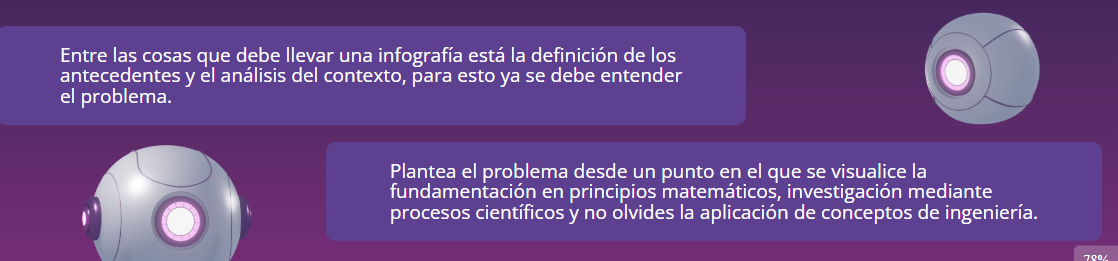 Entre las cosas que debe llevar una infografía está la definición de los
antecedentes y el análisis del contexto, para esto ya se debe entender
el problema.
Plantea el problema desde un punto en el que se visualice la
fundamentación en principios matemáticos, investigación mediante
procesos científicos y no olvides la aplicación de conceptos de ingeniería.
78%